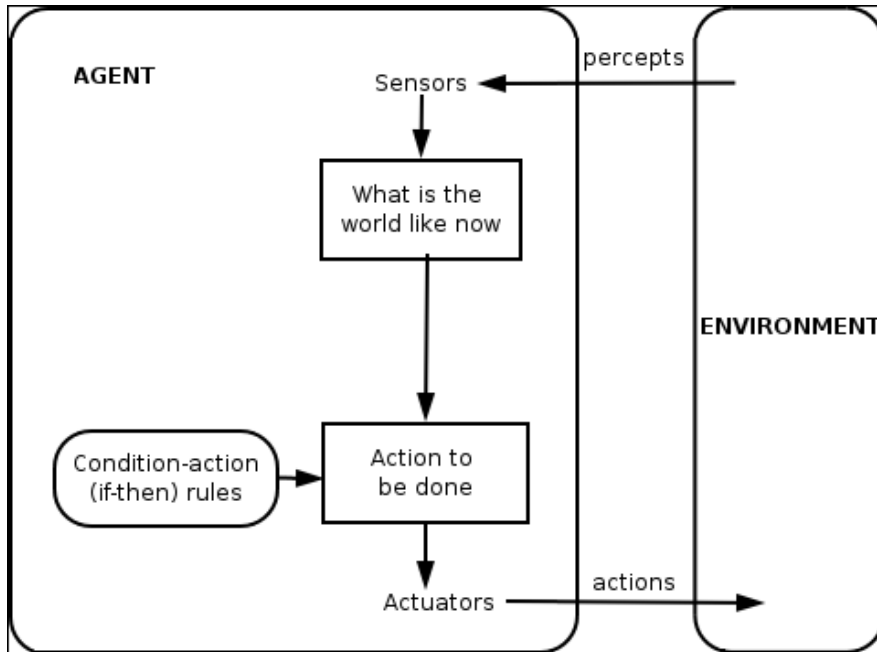 AGENT
percepts
Sensors
What is the
world like now
ENVIRONMENT
Condition-action
(if-then) rules
Action to
be done
Actuators
actions